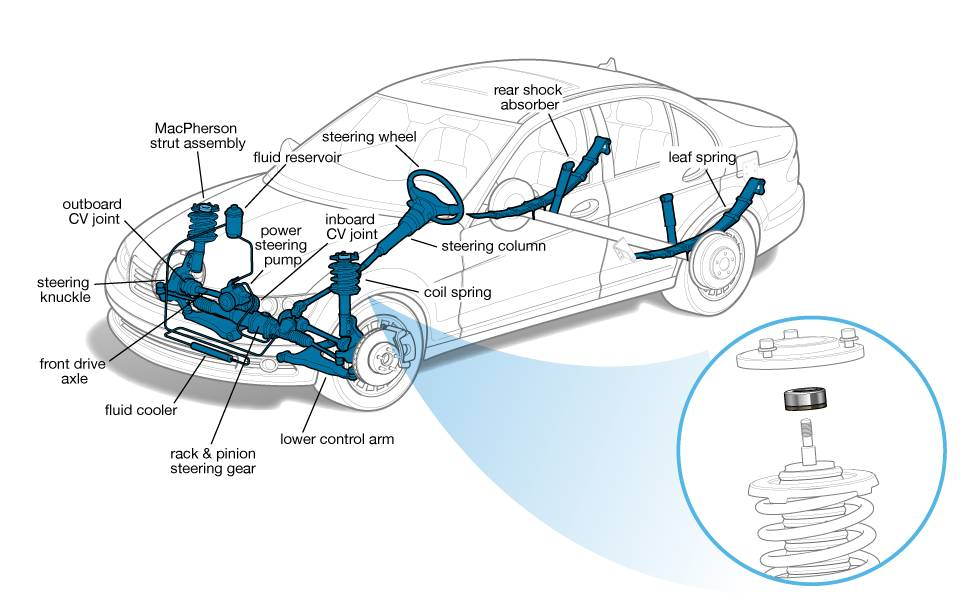 rear shock
absorber
MacPherson
strut assembly
steering wheel
fluid reservoir
leaf spring
outboard
CV joint
inboard
CV joint
power
steering
pump
steering column
steering
knuckle
coil spring
front drive
axle
fluid cooler
lower control arm
rack & pinion
steering gear